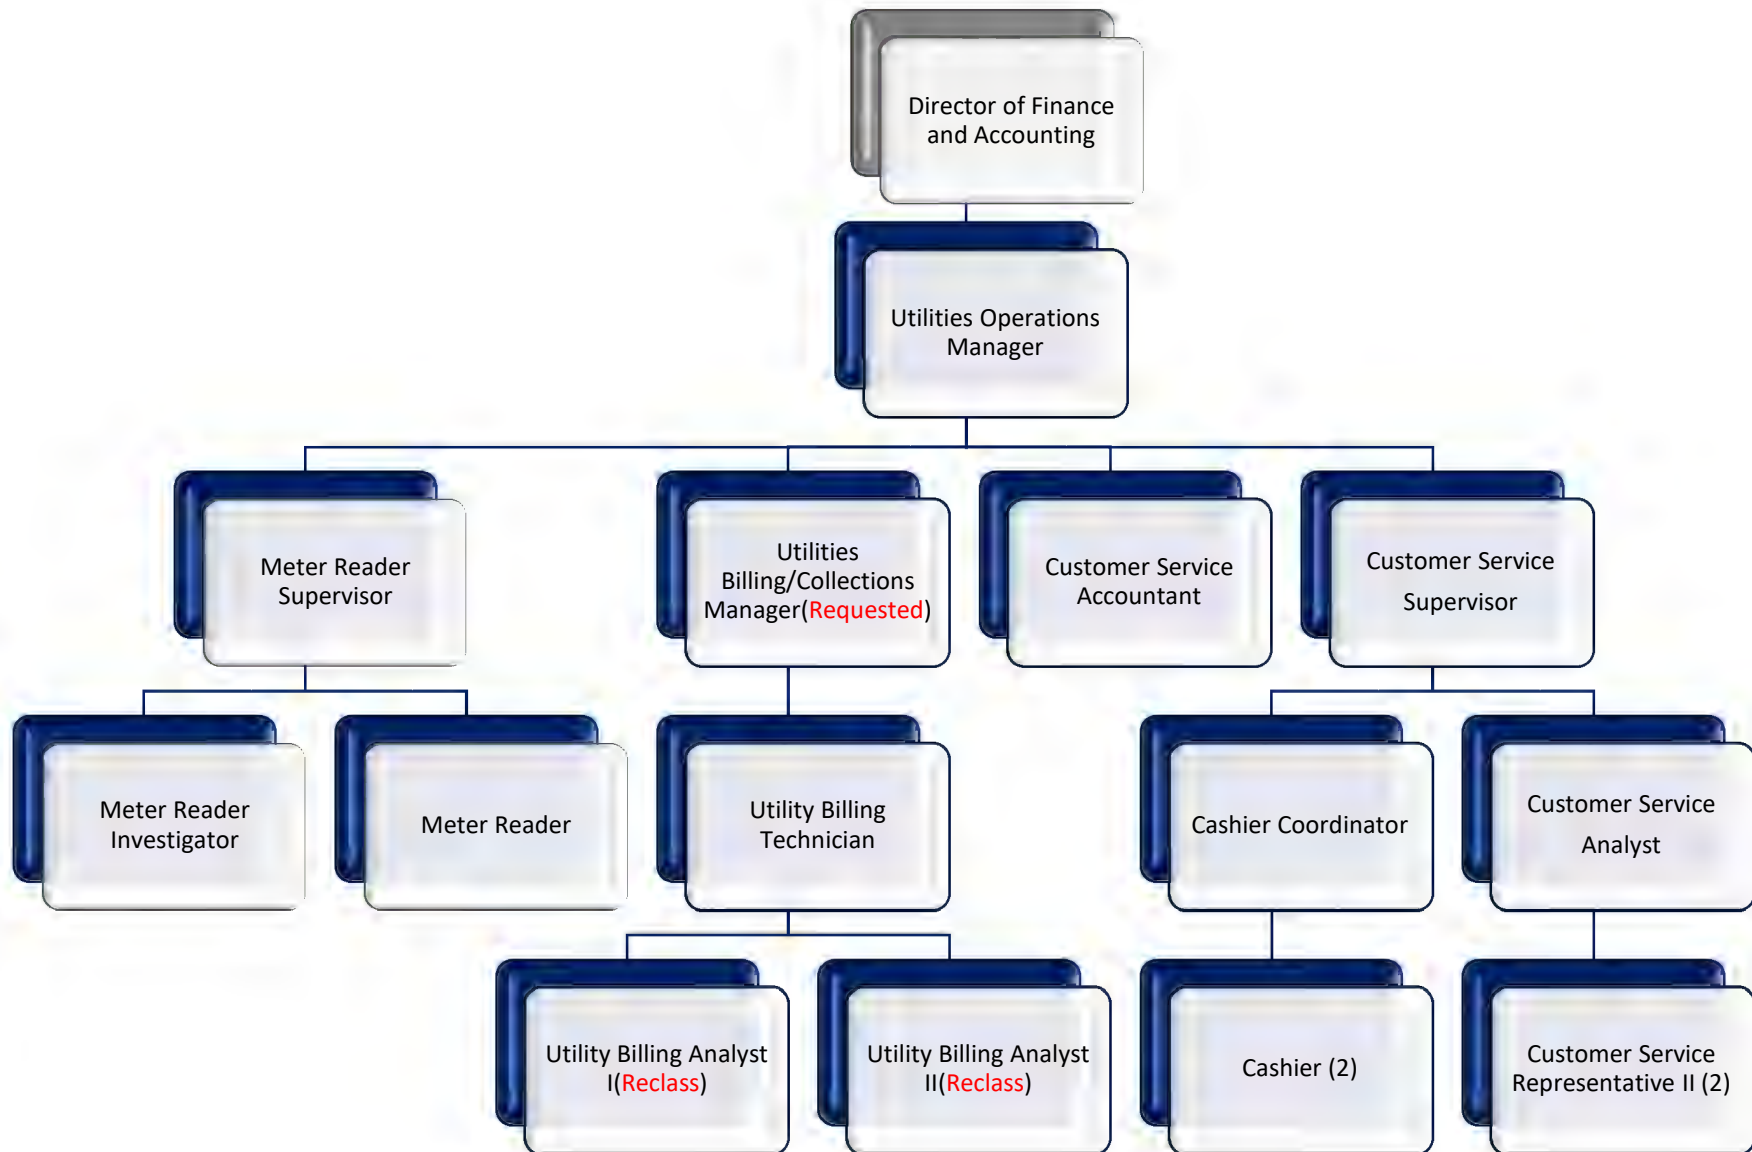 Director of Finance
and Accounting
Utilities Operations
Manager
Meter Reader
Supervisor
Utilities
Billing/Collections
Manager(Requested)
Customer Service
Accountant
Customer Service
Supervisor
Meter Reader
Investigator
Meter Reader
Utility Billing
Technician
Cashier Coordinator
Customer Service
Analyst
Utility Billing Analyst
I(Reclass)
Utility Billing Analyst
II(Reclass)
Cashier (2)
Customer Service
Representative II (2)